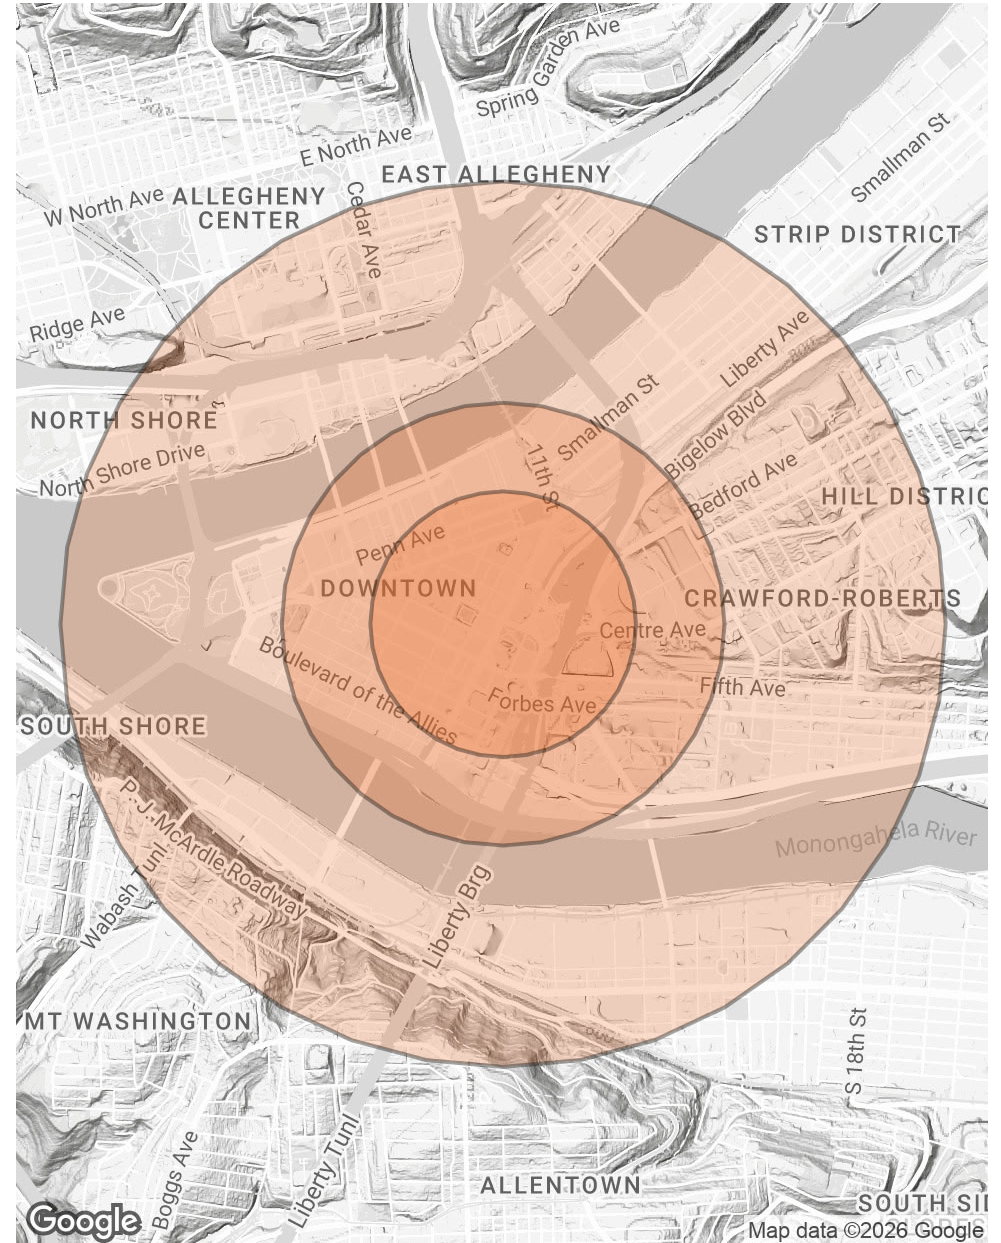 Spring Garden Ave
E North Ave
Smallman St
EAST ALLEGHENY
W North Ave
ALLEGHENY
CENTER
Cedar Ave
STRIP DISTRICT
Ridge Ave
Liberty Ave
Smallman St
Bigelow Blvd
NORTH SHORE
North Shore Drive
11th St
Bedford Ave
HILL DISTRIC
Penn Ave
DOWNTOWN
CRAWFORD-ROBERTS
Centre Ave
Boulevard of the Allies
Fifth Ave
Forbes Ave
SOUTH SHORE
P.J. McArdle Roadway
Monongahela River
Wabash Tunl
Liberty Brg
MT WASHINGTON
S 18th St
Boggs Ave
Liberty Tunl
ALLENTOWN
SOUTH SID
Google
Map data ©2026 Google